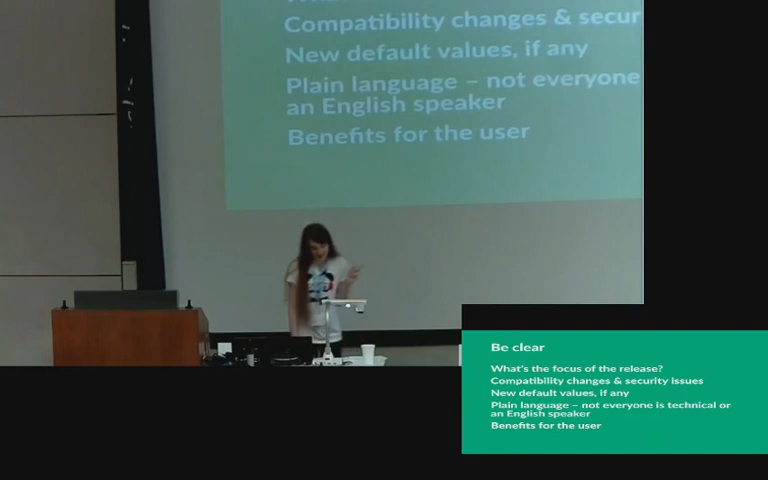 Compatibility changes & secur
New default values, if any
Plain language – not everyone
an English speaker
Benefits for the user
Be clear
What's the focus of the release?
Compatibility changes & security issues
New default values, if any
Plain language – not everyone is technical or
an English speaker
Benefits for the user